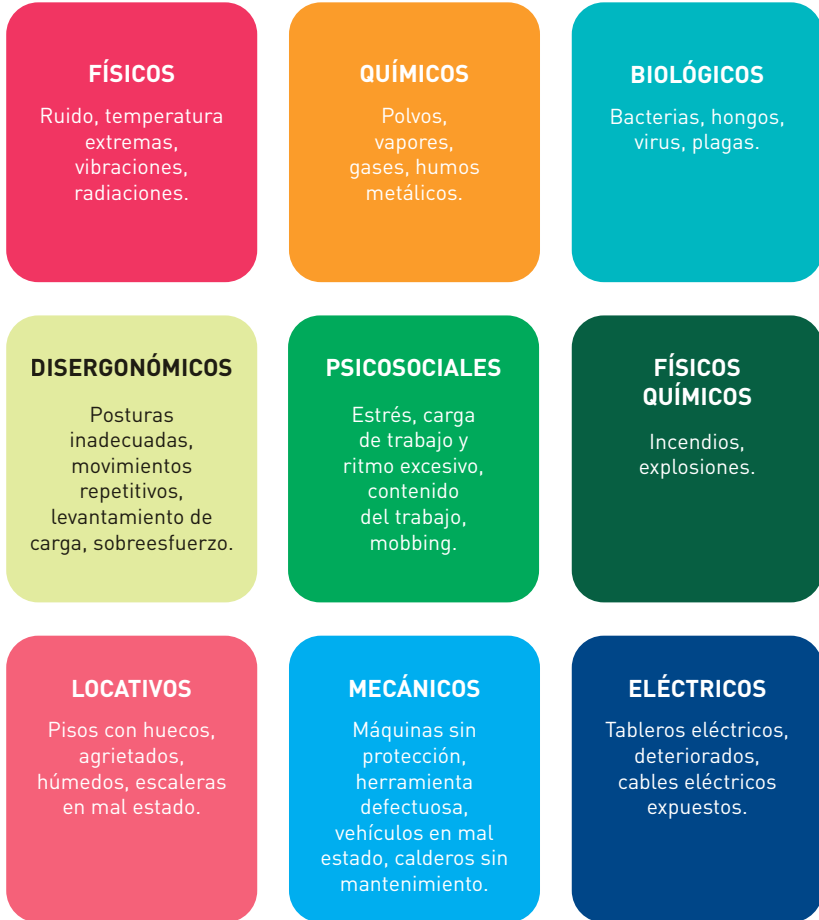 FÍSICOS
Ruido, temperatura
extremas,
vibraciones,
radiaciones.
QUÍMICOS
Polvos,
vapores,
gases, humos
metálicos.
BIOLÓGICOS
Bacterias, hongos,
virus, plagas.
DISERGONÓMICOS
Posturas
inadecuadas,
movimientos
repetitivos,
levantamiento de
carga, sobreesfuerzo.
PSICOSOCIALES
Estrés, carga
de trabajo y
ritmo excesivo,
contenido
del trabajo,
mobbing.
FÍSICOS
QUÍMICOS
Incendios,
explosiones.
LOCATIVOS
Pisos con huecos,
agrietados,
húmedos, escaleras
en mal estado.
MECÁNICOS
Máquinas sin
protección,
herramienta
defectuosa,
vehículos en mal
estado, calderos sin
mantenimiento.
ELÉCTRICOS
Tableros eléctricos,
deteriorados,
cables eléctricos
expuestos.